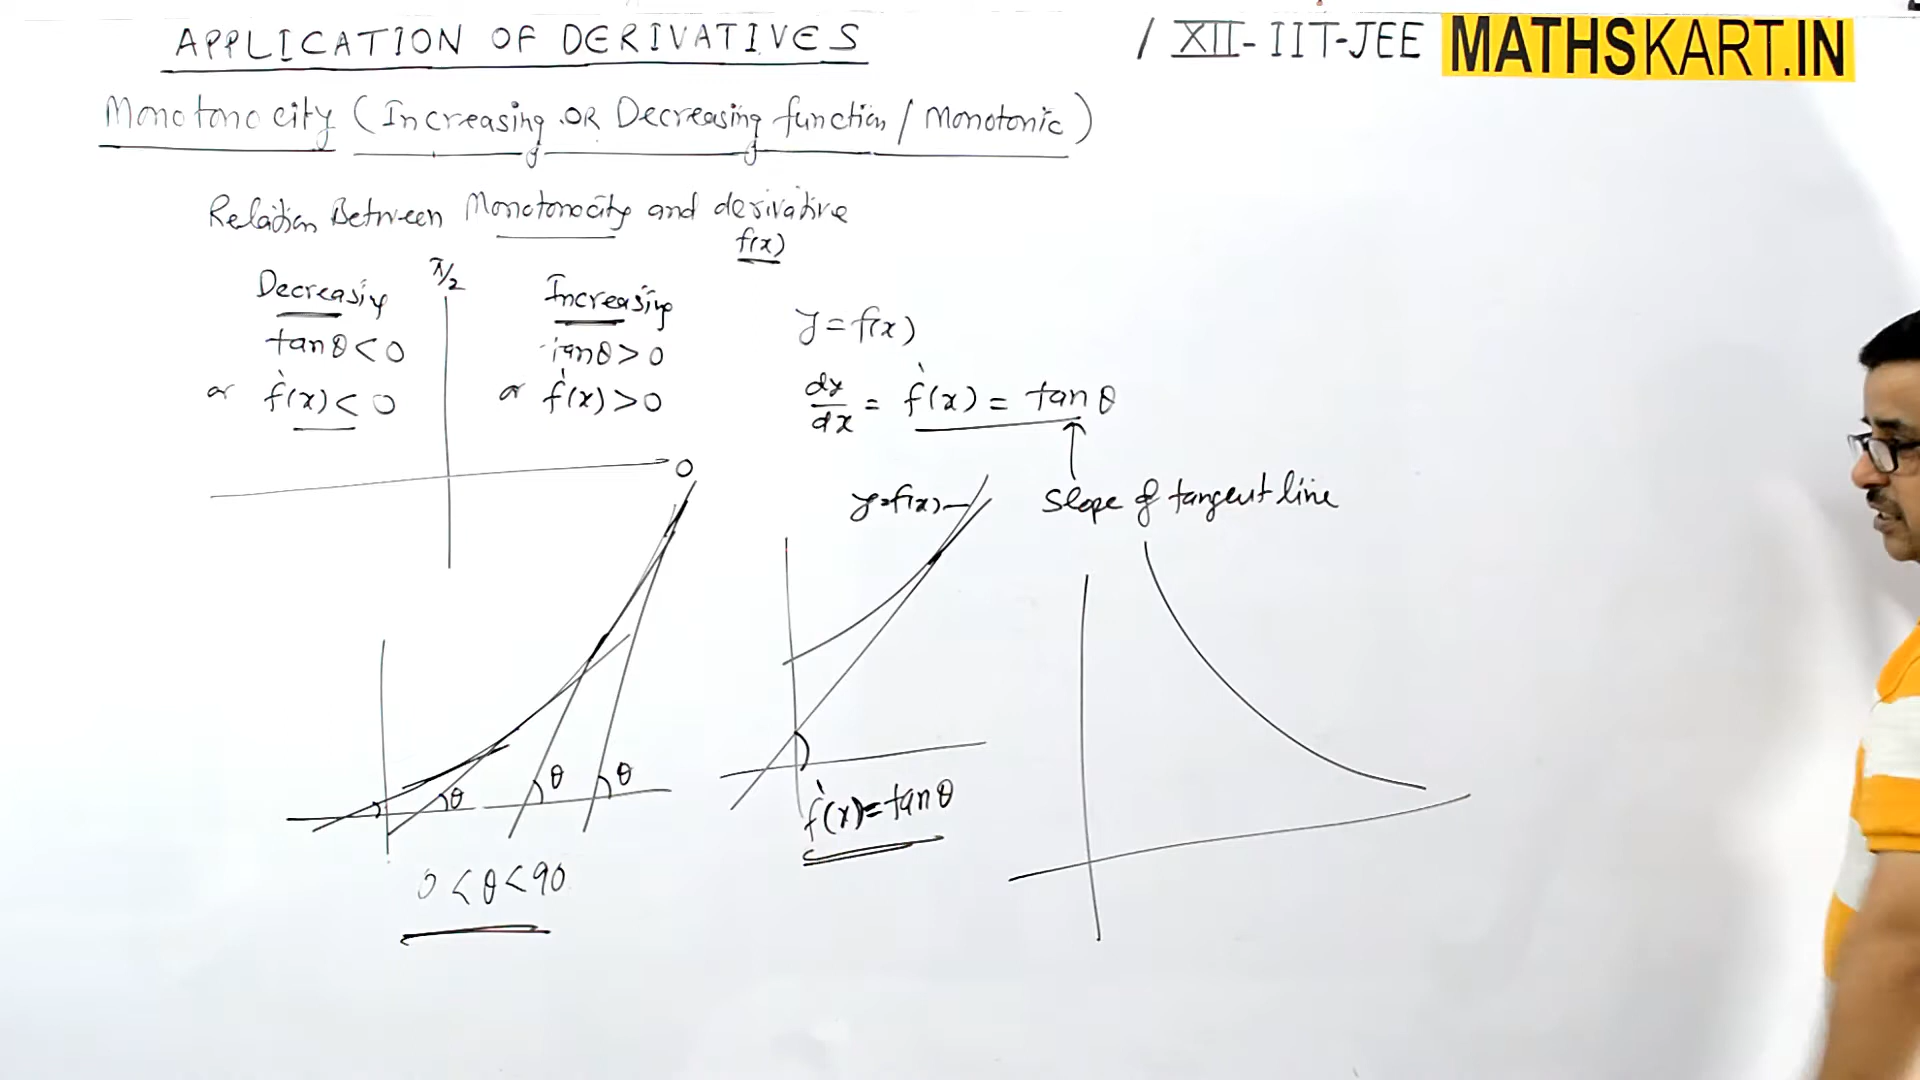 APPLICATION OF DERIVATIVES / XII - IIT-JEE MATHSKART.IN
Monotonocity (Increasing OR Decreasing function / Monotonic)
Relation Between Monotonocity and derivative
f(x)
π/2
Decreasing
Increasing
tanθ < 0
tanθ > 0
or f'(x) < 0
or f'(x) > 0
y = f(x)
dy/dx = f'(x) = tanθ
0
y=f(x)
slope of tangent line
θ
θ
θ
f'(x) = tanθ
0 < θ < 90